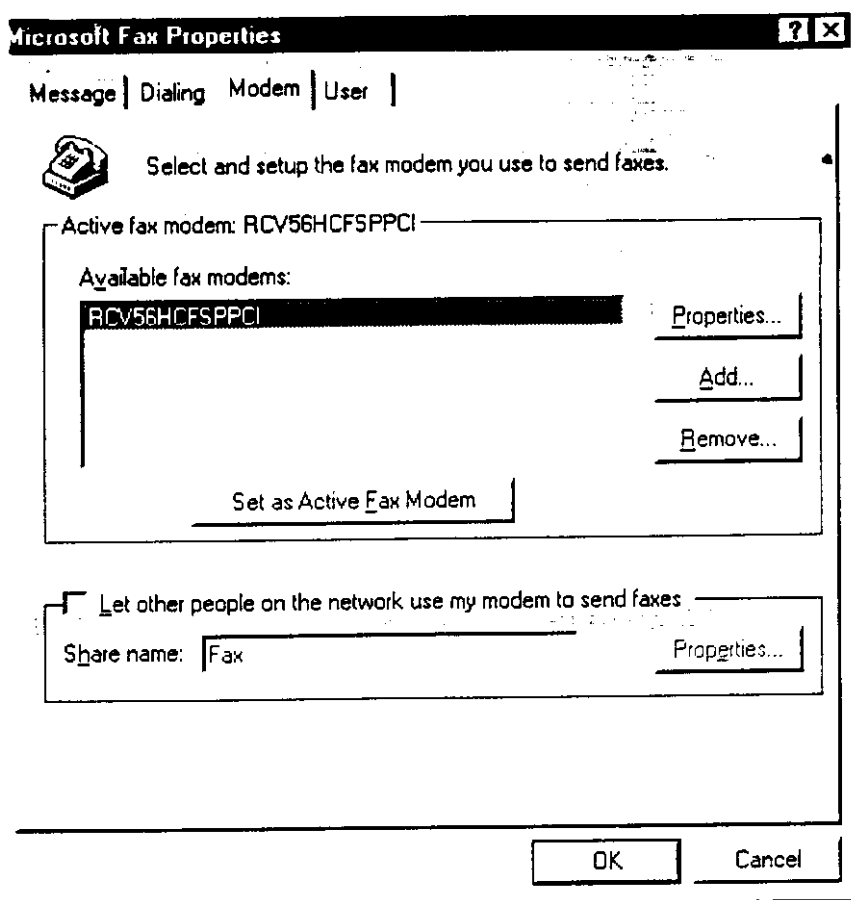 Microsoft Fax Properties
Message Dialing Modem User
Select and setup the fax modem you use to send faxes.
Active fax modem: RCV56HCFSPPCI
Available fax modems:
RCV56HCFSPPCI
Properties...
Add...
Remove...
Set as Active Fax Modem
Let other people on the network use my modem to send faxes
Share name: Fax Properties...
OK Cancel